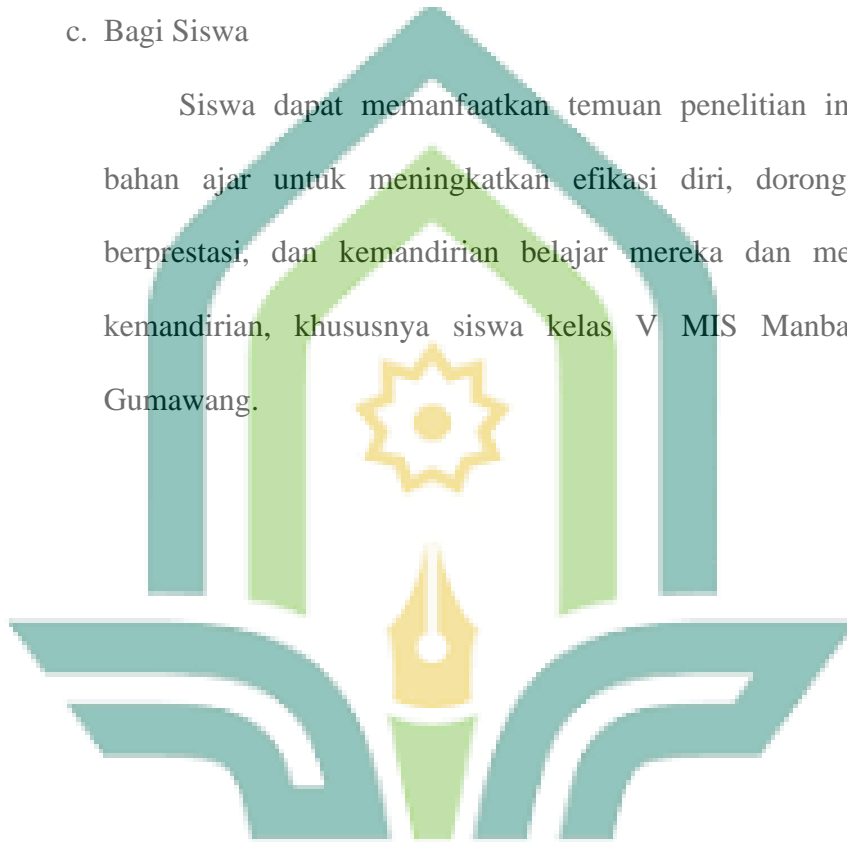 c. Bagi Siswa
Siswa dapat memanfaatkan temuan penelitian in
bahan ajar untuk meningkatkan efikasi diri, dorong
berprestasi, dan kemandirian belajar mereka dan me
kemandirian, khususnya siswa kelas V MIS Manba
Gumawang.